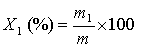 X₁ (%) = m₁/m × 100